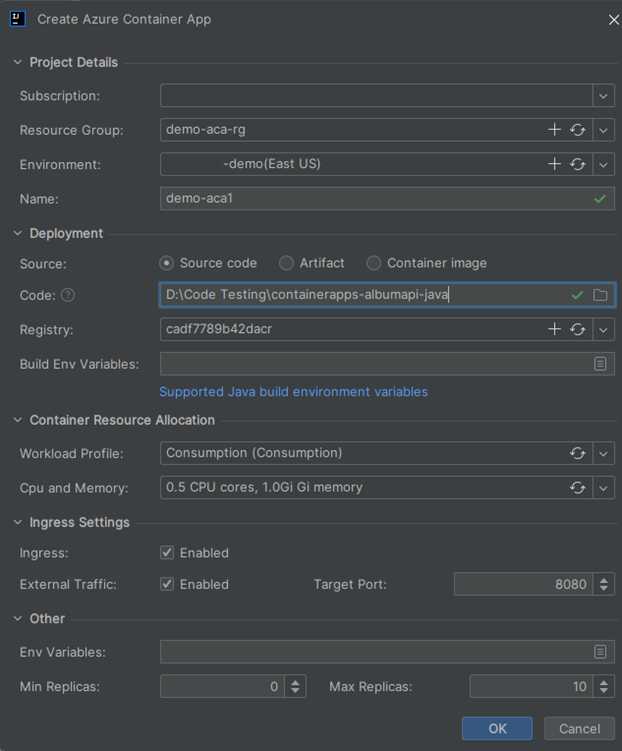 Create Azure Container App
Project Details
Subscription:
Resource Group: demo-aca-rg
Environment: -demo(East US)
Name: demo-aca1
Deployment
Source: Source code Artifact Container image
Code: D:\Code Testing\containerapps-albumapi-java
Registry: cadf7789b42dacr
Build Env Variables:
Supported Java build environment variables
Container Resource Allocation
Workload Profile: Consumption (Consumption)
Cpu and Memory: 0.5 CPU cores, 1.0Gi Gi memory
Ingress Settings
Ingress: Enabled
External Traffic: Enabled Target Port: 8080
Other
Env Variables:
Min Replicas: 0 Max Replicas: 10
OK Cancel